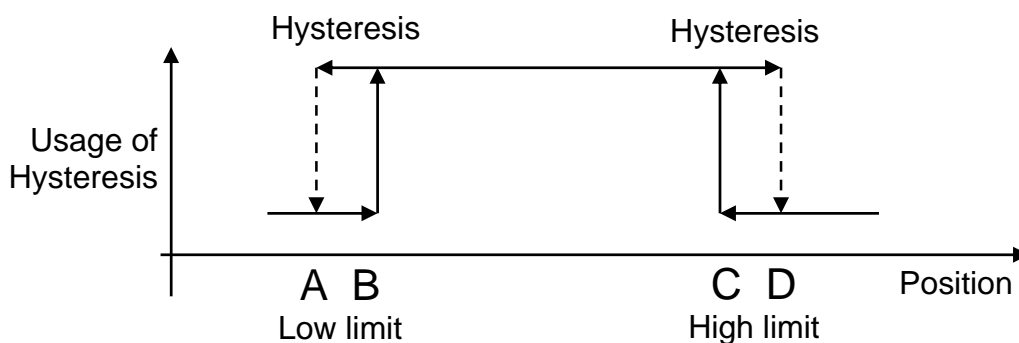 Hysteresis
Hysteresis
Usage of
Hysteresis
A B
C D
Position
Low limit
High limit